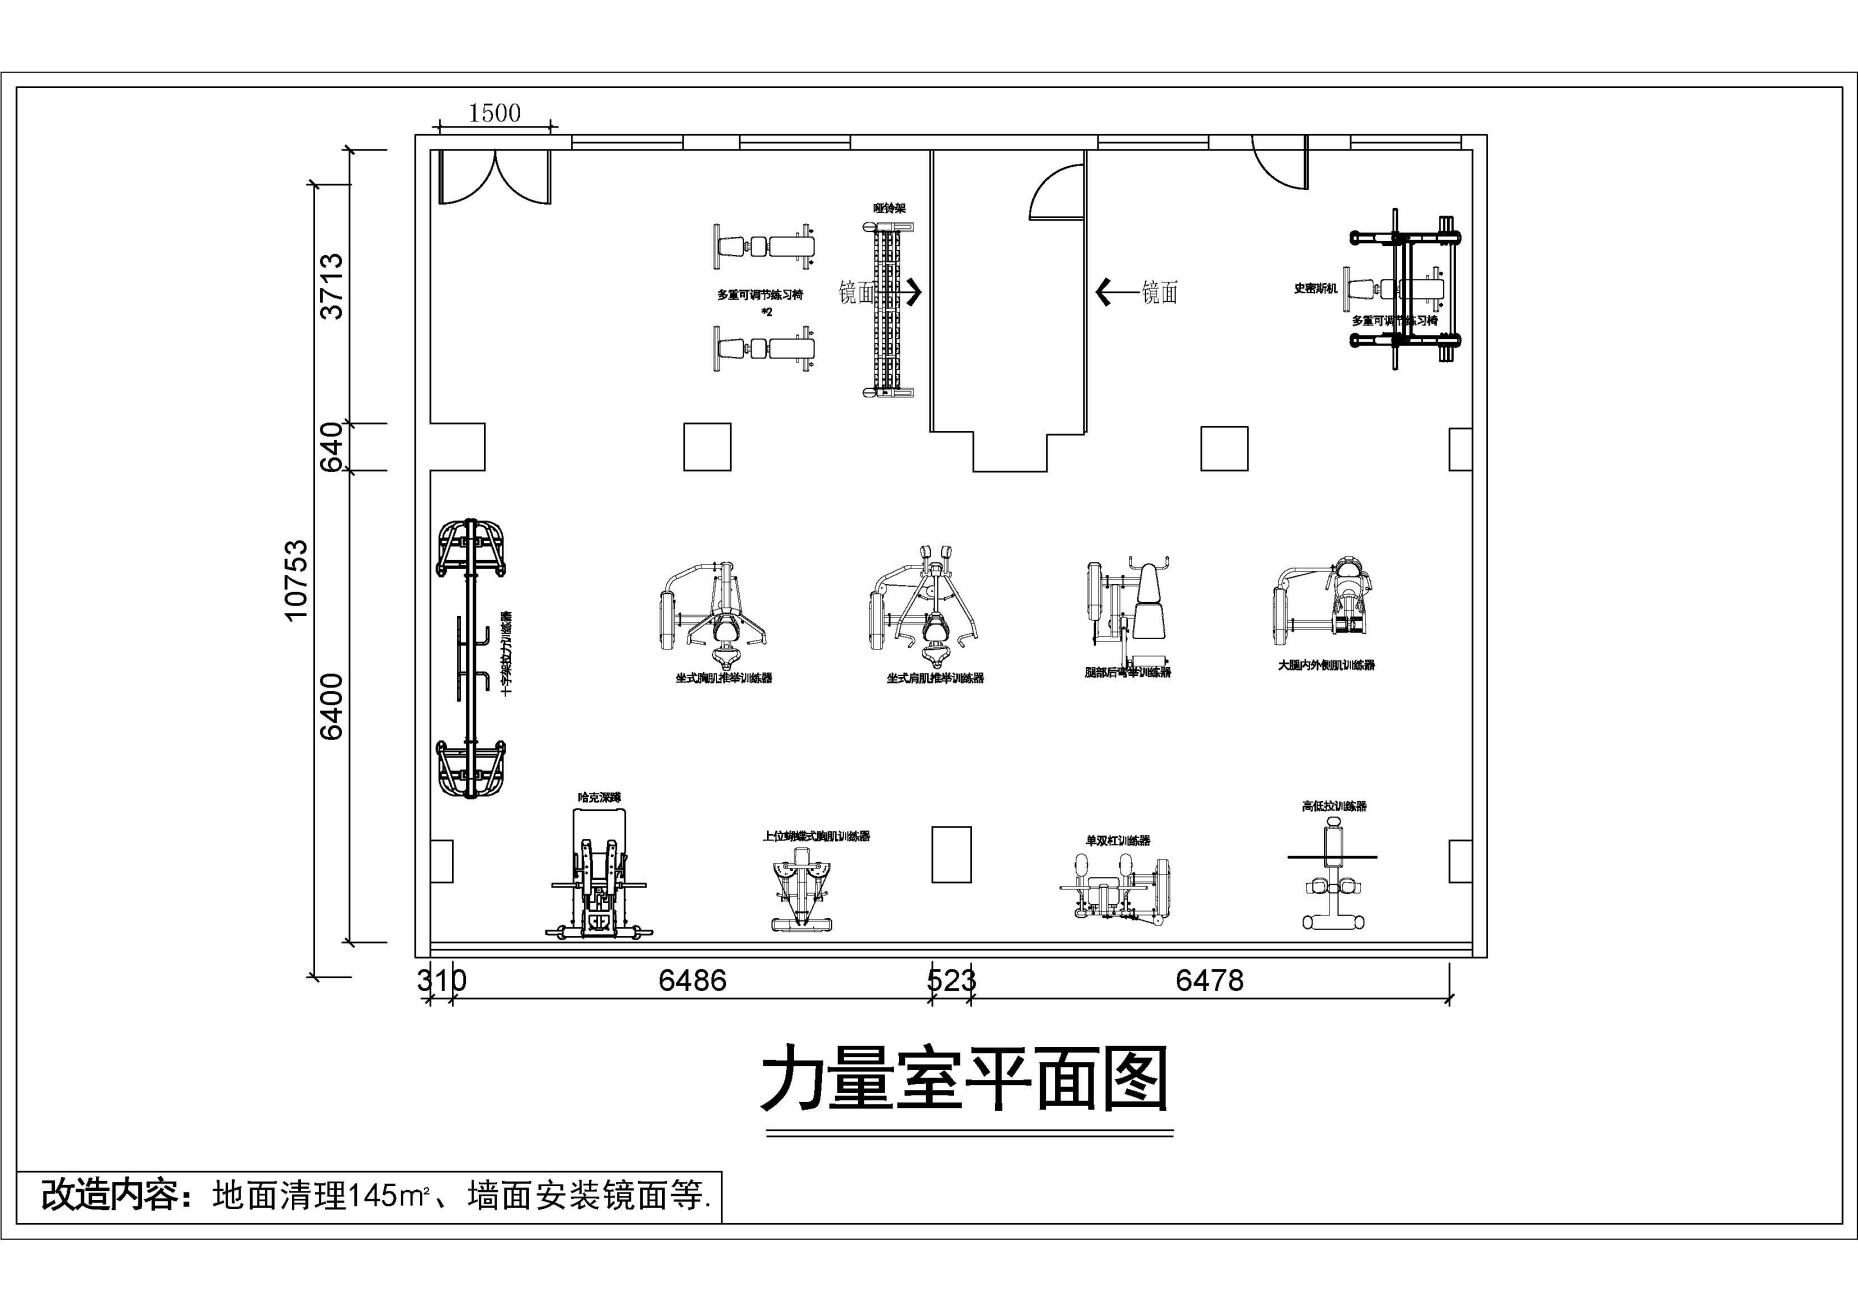 1500
哑铃架
3713
多重可调节练习椅
*2
镜面
镜面
史密斯机
多重可调节练习椅
640
10753
6400
十字架拉力训练器
坐式胸肌推举训练器
坐式肩肌推举训练器
腿部后弯举训练器
大腿内外侧肌训练器
哈克深蹲
上位蝴蝶式胸肌训练器
单双杠训练器
高低拉训练器
310
6486
523
6478
力量室平面图
改造内容：地面清理145㎡、墙面安装镜面等.